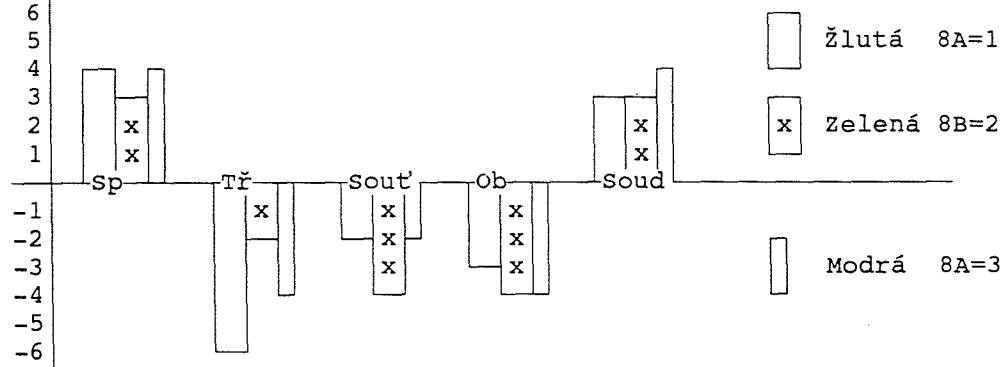 6
5
4
3
2
1
-1
-2
-3
-4
-5
-6
Sp Tř Souť Ob Soud
x x x
x x x
x x x x
x x
x x
Žlutá 8A=1
x Zelená 8B=2
Modrá 8A=3